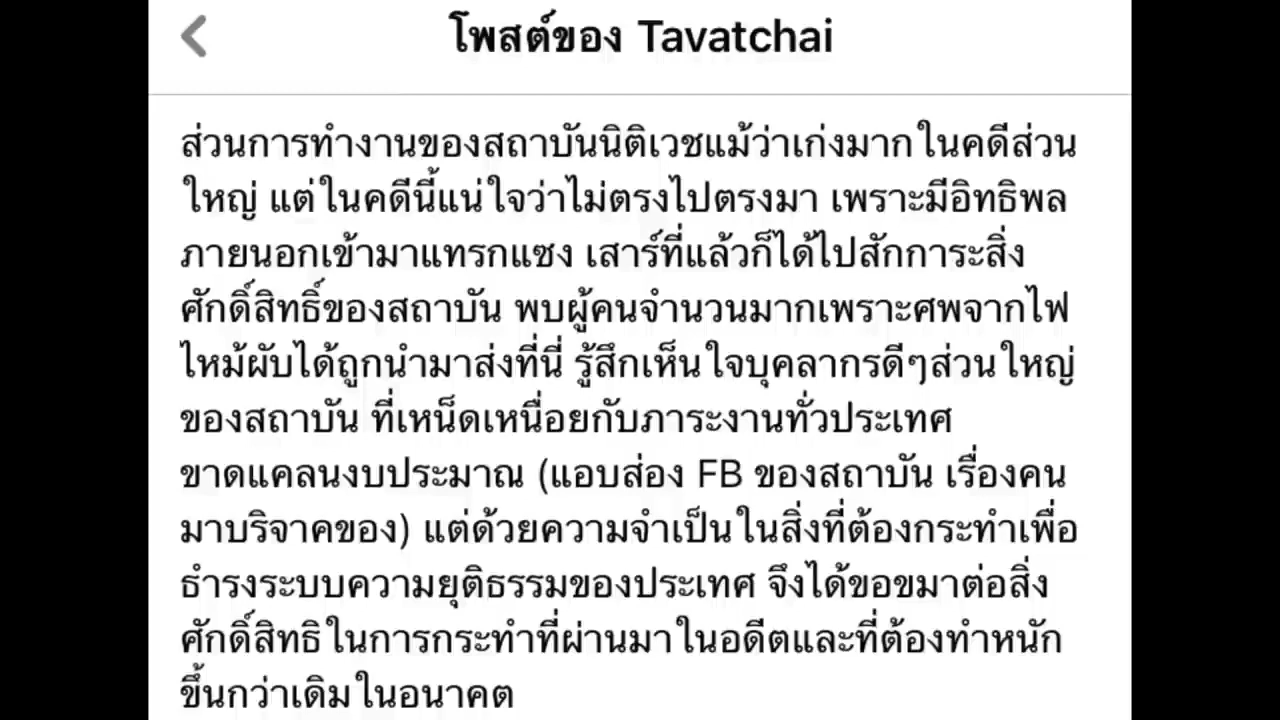 โพสต์ของ Tavatchai
ส่วนการทำงานของสถาบันนิติเวชแม้ว่าเก่งมากในคดีส่วน
ใหญ่ แต่ในคดีนี้แน่ใจว่าไม่ตรงไปตรงมา เพราะมีอิทธิพล
ภายนอกเข้ามาแทรกแซง เสาร์ที่แล้วก็ได้ไปสักการะสิ่ง
ศักดิ์สิทธิ์ของสถาบัน พบผู้คนจำนวนมากเพราะศพจากไฟ
ไหม้ผับได้ถูกนำมาส่งที่นี่ รู้สึกเห็นใจบุคลากรดีๆส่วนใหญ่
ของสถาบัน ที่เหน็ดเหนื่อยกับภาระงานทั่วประเทศ
ขาดแคลนงบประมาณ (แอบส่อง FB ของสถาบัน เรื่องคน
มาบริจาคของ) แต่ด้วยความจำเป็นในสิ่งที่ต้องกระทำเพื่อ
ธำรงระบบความยุติธรรมของประเทศ จึงได้ขอขมาต่อสิ่ง
ศักดิ์สิทธิในการกระทำที่ผ่านมาในอดีตและที่ต้องทำหนัก
ขึ้นกว่าเดิมในอนาคต